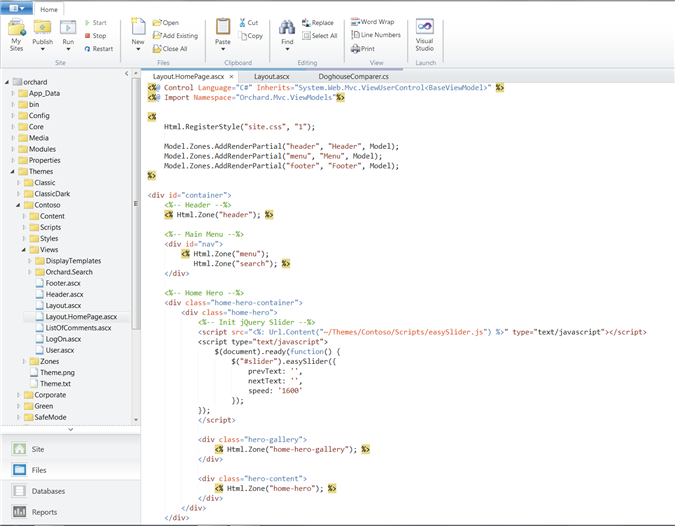 Home
My Sites
Publish
Run
Start
Stop
Restart
Site
New
Open
Add Existing
Close All
Files
Paste
Cut
Copy
Clipboard
Find
Replace
Select All
Editing
Word Wrap
Line Numbers
Print
View
Visual Studio
Launch
orchard
App_Data
bin
Config
Core
Media
Modules
Properties
Themes
Classic
ClassicDark
Contoso
Content
Scripts
Styles
Views
DisplayTemplates
Orchard.Search
Footer.ascx
Header.ascx
Layout.ascx
Layout.HomePage.ascx
ListOfComments.ascx
LogOn.ascx
User.ascx
Zones
Theme.png
Theme.txt
Corporate
Green
SafeMode
Site
Files
Databases
Reports
Layout.HomePage.ascx × Layout.ascx DoghouseComparer.cs
<%@ Control Language="C#" Inherits="System.Web.Mvc.ViewUserControl<BaseViewModel>" %>
<%@ Import Namespace="Orchard.Mvc.ViewModels"%>
<%
Html.RegisterStyle("site.css", "1");
Model.Zones.AddRenderPartial("header", "Header", Model);
Model.Zones.AddRenderPartial("menu", "Menu", Model);
Model.Zones.AddRenderPartial("footer", "Footer", Model);
%>
<div id="container">
<%-- Header --%>
<% Html.Zone("header"); %>
<%-- Main Menu --%>
<div id="nav">
<% Html.Zone("menu");
Html.Zone("search"); %>
</div>
<%-- Home Hero --%>
<div class="home-hero-container">
<div class="home-hero">
<%-- Init jQuery Slider --%>
<script src="<%: Url.Content("~/Themes/Contoso/Scripts/easySlider.js") %>" type="text/javascript"></script>
<script type="text/javascript">
$(document).ready(function() {
$("#slider").easySlider({
prevText: '',
nextText: '',
speed: '1600'
});
});
</script>
<div class="hero-gallery">
<% Html.Zone("home-hero-gallery"); %>
</div>
<div class="hero-content">
<% Html.Zone("home-hero"); %>
</div>
</div>
</div>